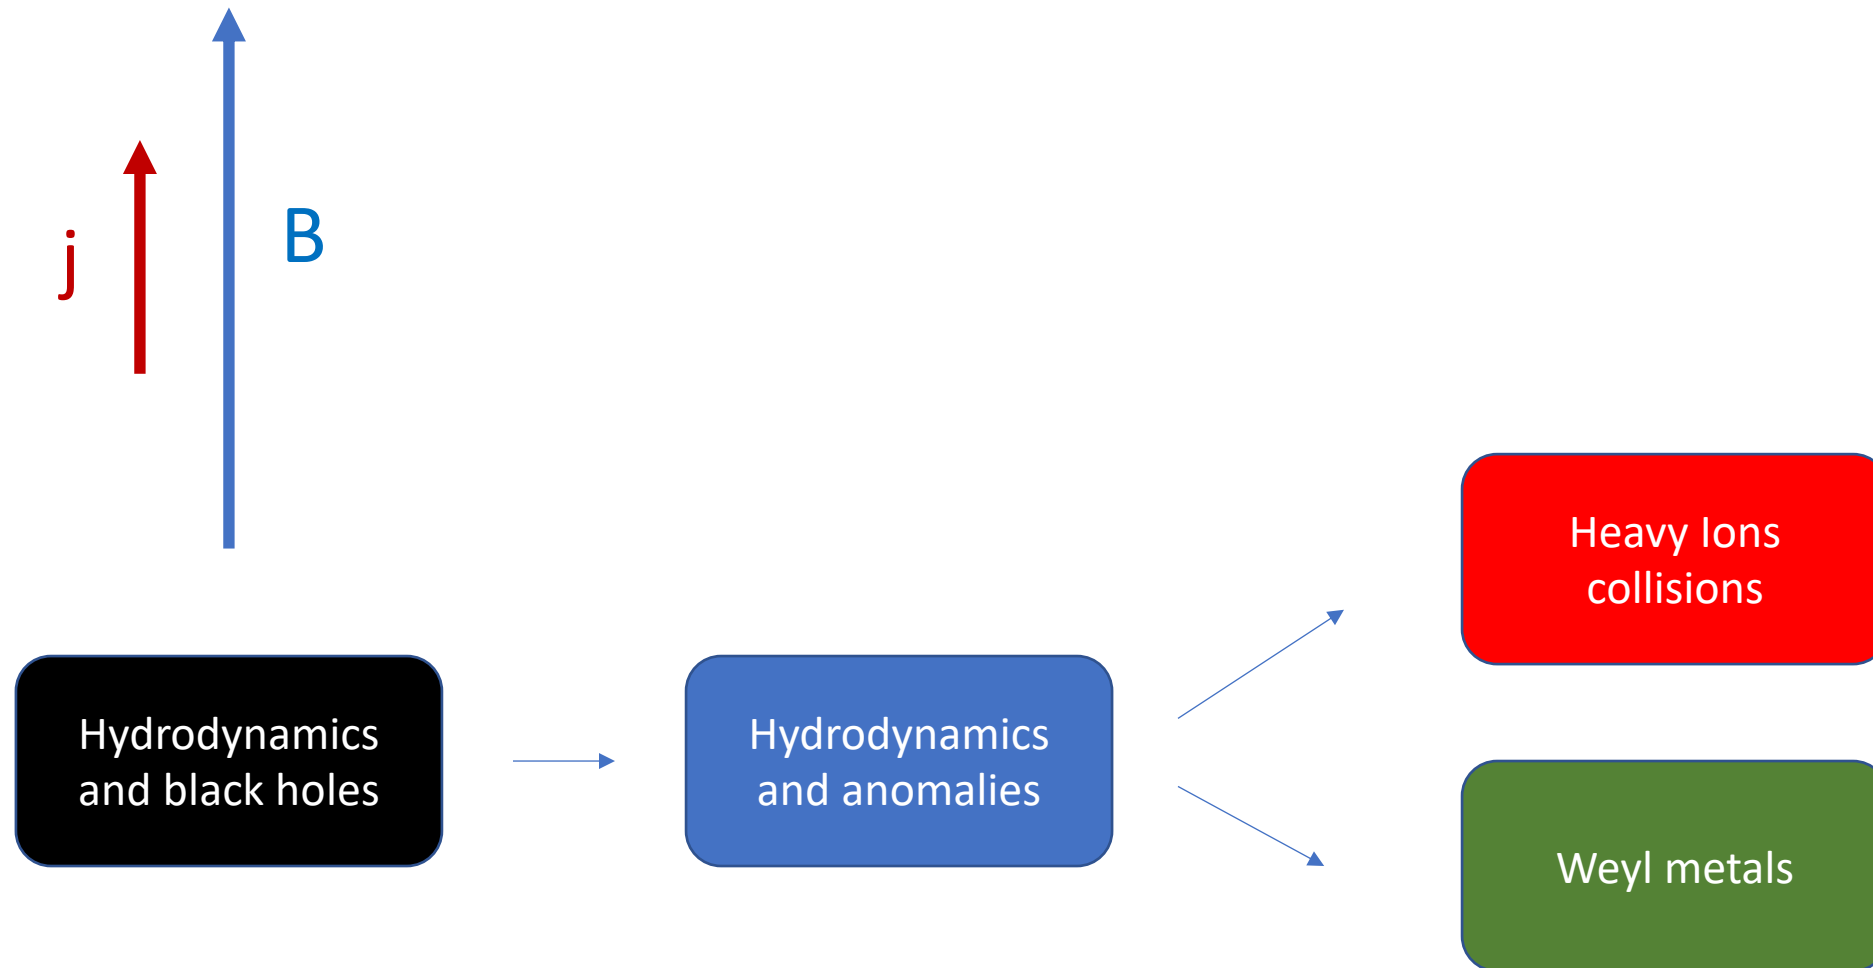 j
B
Hydrodynamics
and black holes
Hydrodynamics
and anomalies
Heavy Ions
collisions
Weyl metals